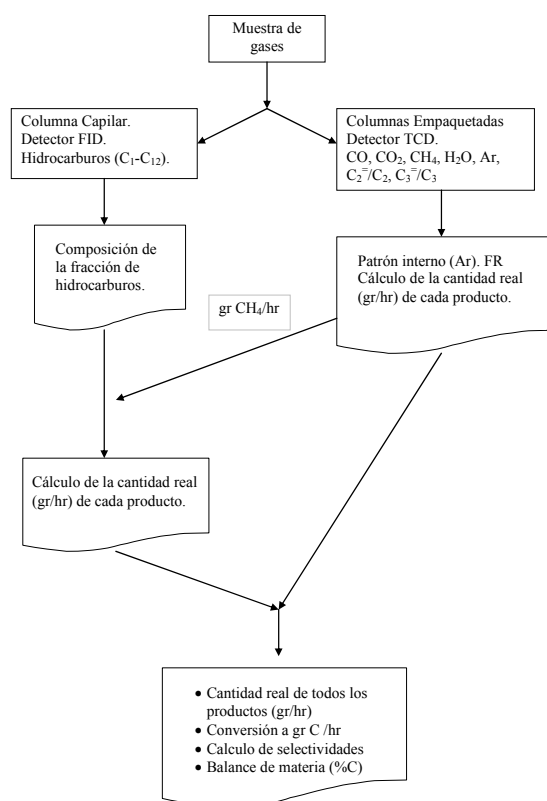 Muestra de
gases
Columna Capilar.
Detector FID.
Hidrocarburos (C₁-C₁₂).
Columnas Empaquetadas
Detector TCD.
CO, CO₂, CH₄, H₂O, Ar,
C₂⁼/C₂, C₃⁼/C₃
Composición de
la fracción de
hidrocarburos.
Patrón interno (Ar). FR
Cálculo de la cantidad real
(gr/hr) de cada producto.
gr CH₄/hr
Cálculo de la cantidad real
(gr/hr) de cada producto.
• Cantidad real de todos los
productos (gr/hr)
• Conversión a gr C /hr
• Calculo de selectividades
• Balance de materia (%C)